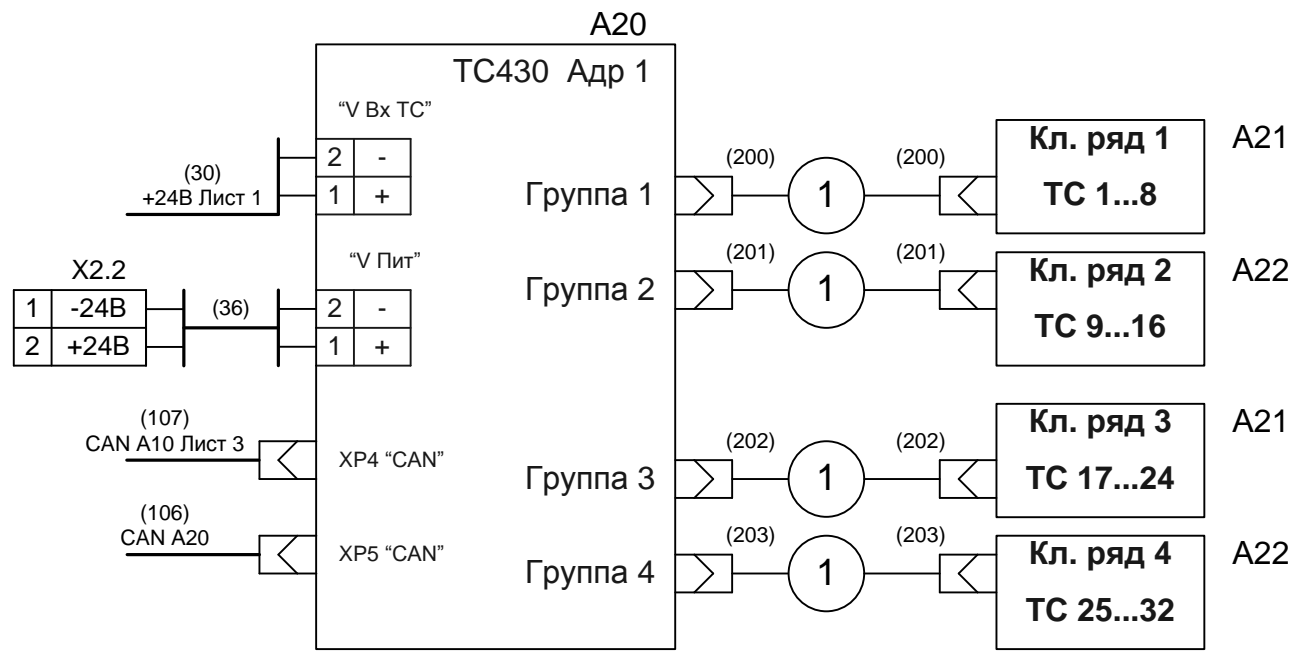 A20
ТС430 Адр 1
“V Вх ТС”
2 -
1 +
(30)
+24В Лист 1
Группа 1
(200)
1
(200)
Кл. ряд 1
ТС 1...8
A21
“V Пит”
2 -
1 +
X2.2
1 -24В
2 +24В
(36)
Группа 2
(201)
1
(201)
Кл. ряд 2
ТС 9...16
A22
(107)
CAN A10 Лист 3
XP4 “CAN”
Группа 3
(202)
1
(202)
Кл. ряд 3
ТС 17...24
A21
(106)
CAN A20
XP5 “CAN”
Группа 4
(203)
1
(203)
Кл. ряд 4
ТС 25...32
A22